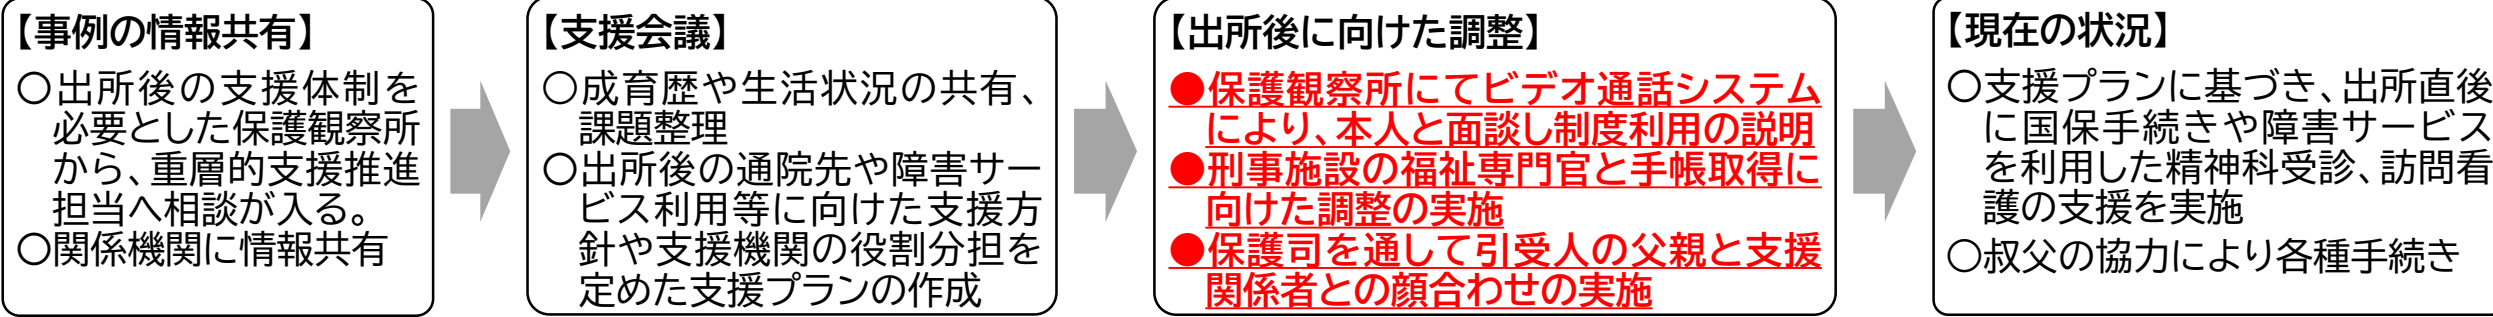 【事例の情報共有】
〇出所後の支援体制を
必要とした保護観察所
から、重層的支援推進
担当へ相談が入る。
〇関係機関に情報共有
【支援会議】
〇成育歴や生活状況の共有、
課題整理
〇出所後の通院先や障害サー
ビス利用等に向けた支援方
針や支援機関の役割分担を
定めた支援プランの作成
【出所後に向けた調整】
●保護観察所にてビデオ通話システム
により、本人と面談し制度利用の説明
●刑事施設の福祉専門官と手帳取得に
向けた調整の実施
●保護司を通して引受人の父親と支援
関係者との顔合わせの実施
【現在の状況】
〇支援プランに基づき、出所直後
に国保手続きや障害サービス
を利用した精神科受診、訪問看
護の支援を実施
〇叔父の協力により各種手続き